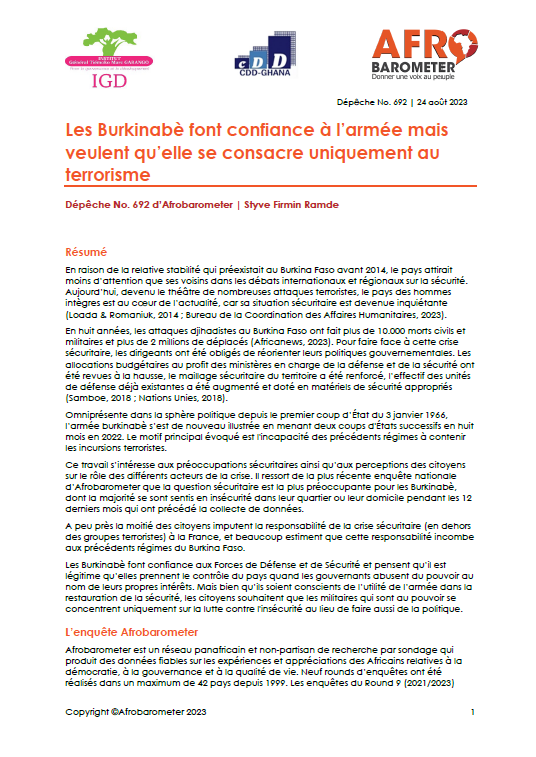 INSTITUT
Général Tiémoko Marc GARANGO
IGD
CDD-GHANA
AFRO
BAROMETER
Donner une voix au peuple
Dépêche No. 692 | 24 août 2023
Les Burkinabè font confiance à l’armée mais
veulent qu’elle se consacre uniquement au
terrorisme
Dépêche No. 692 d’Afrobarometer | Styve Firmin Ramde
Résumé
En raison de la relative stabilité qui préexistait au Burkina Faso avant 2014, le pays attirait
moins d’attention que ses voisins dans les débats internationaux et régionaux sur la sécurité.
Aujourd’hui, devenu le théâtre de nombreuses attaques terroristes, le pays des hommes
intègres est au cœur de l’actualité, car sa situation sécuritaire est devenue inquiétante
(Loada & Romaniuk, 2014 ; Bureau de la Coordination des Affaires Humanitaires, 2023).
En huit années, les attaques djihadistes au Burkina Faso ont fait plus de 10.000 morts civils et
militaires et plus de 2 millions de déplacés (Africanews, 2023). Pour faire face à cette crise
sécuritaire, les dirigeants ont été obligés de réorienter leurs politiques gouvernementales. Les
allocations budgétaires au profit des ministères en charge de la défense et de la sécurité ont
été revues à la hausse, le maillage sécuritaire du territoire a été renforcé, l’effectif des unités
de défense déjà existantes a été augmenté et doté en matériels de sécurité appropriés
(Samboe, 2018 ; Nations Unies, 2018).
Omniprésente dans la sphère politique depuis le premier coup d’État du 3 janvier 1966,
l’armée burkinabè s’est de nouveau illustrée en menant deux coups d'États successifs en huit
mois en 2022. Le motif principal évoqué est l'incapacité des précédents régimes à contenir
les incursions terroristes.
Ce travail s’intéresse aux préoccupations sécuritaires ainsi qu’aux perceptions des citoyens
sur le rôle des différents acteurs de la crise. Il ressort de la plus récente enquête nationale
d’Afrobarometer que la question sécuritaire est la plus préoccupante pour les Burkinabè,
dont la majorité se sont sentis en insécurité dans leur quartier ou leur domicile pendant les 12
derniers mois qui ont précédé la collecte de données.
A peu près la moitié des citoyens imputent la responsabilité de la crise sécuritaire (en dehors
des groupes terroristes) à la France, et beaucoup estiment que cette responsabilité incombe
aux précédents régimes du Burkina Faso.
Les Burkinabè font confiance aux Forces de Défense et de Sécurité et pensent qu’il est
légitime qu’elles prennent le contrôle du pays quand les gouvernants abusent du pouvoir au
nom de leurs propres intérêts. Mais bien qu’ils soient conscients de l’utilité de l’armée dans la
restauration de la sécurité, les citoyens souhaitent que les militaires qui sont au pouvoir se
concentrent uniquement sur la lutte contre l'insécurité au lieu de faire aussi de la politique.
L’enquête Afrobarometer
Afrobarometer est un réseau panafricain et non-partisan de recherche par sondage qui
produit des données fiables sur les expériences et appréciations des Africains relatives à la
démocratie, à la gouvernance et à la qualité de vie. Neuf rounds d’enquêtes ont été
réalisés dans un maximum de 42 pays depuis 1999. Les enquêtes du Round 9 (2021/2023)
Copyright ©Afrobarometer 2023
1